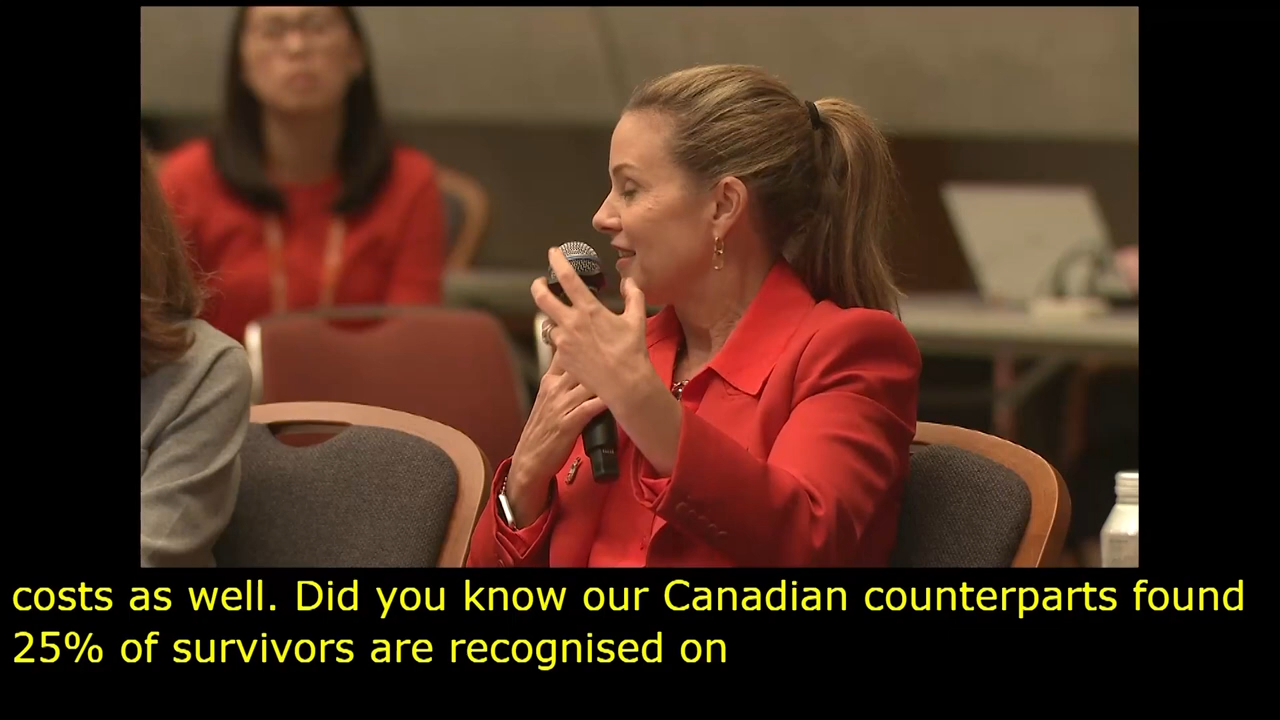 costs as well. Did you know our Canadian counterparts found
25% of survivors are recognised on